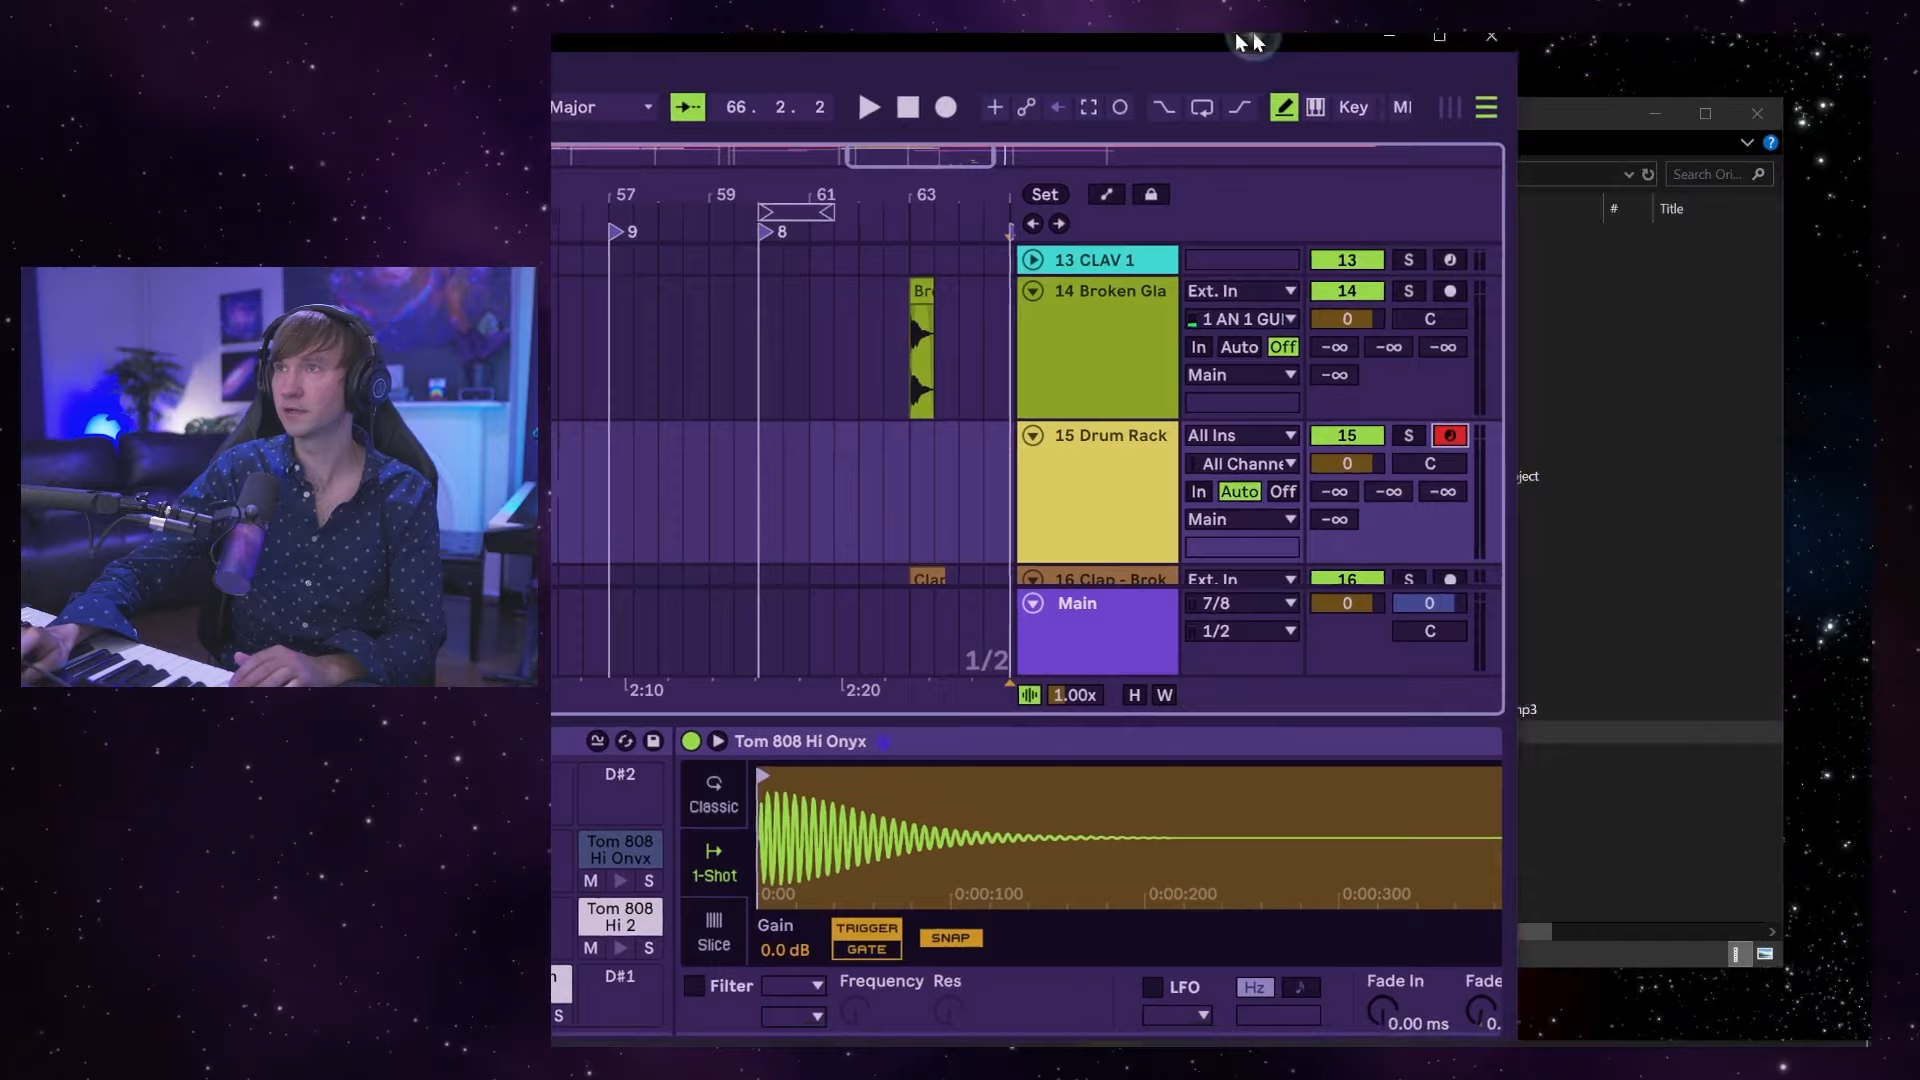 Major 66. 2. 2 Key MI
57 59 61 63 Set
9 8
13 CLAV 1 13 S
Bro 14 Broken Gla Ext. In 14 S
1 AN 1 GUI 0 C
In Auto Off -∞ -∞ -∞
Main -∞
15 Drum Rack All Ins 15 S
All Channe 0 C
In Auto Off -∞ -∞ -∞
Main -∞
Clap 16 Clap - Brok Ext. In 16 S
Main 7/8 0 0
1/2 C
1/2
2:10 2:20 1.00x H W
Tom 808 Hi Onyx
D#2
Classic
Tom 808
Hi Onyx
M S
1-Shot
0:00 0:00:100 0:00:200 0:00:300
Tom 808
Hi 2
M S
Slice
Gain
0.0 dB
TRIGGER
GATE
SNAP
D#1
S
Filter Frequency Res
LFO Hz
Fade In Fade
0.00 ms 0.
Search Ori...
# Title
ject
mp3